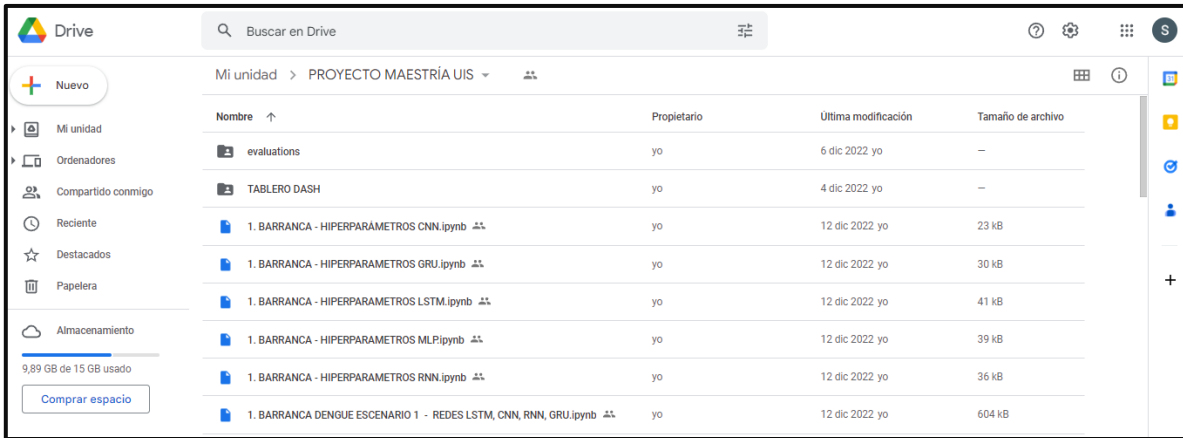 Drive
Buscar en Drive
S
Nuevo
Mi unidad
Ordenadores
Compartido conmigo
Reciente
Destacados
Papelera
Almacenamiento
9,89 GB de 15 GB usado
Comprar espacio
Mi unidad > PROYECTO MAESTRÍA UIS
Nombre Propietario Última modificación Tamaño de archivo
evaluations yo 6 dic 2022 yo —
TABLERO DASH yo 4 dic 2022 yo —
1. BARRANCA - HIPERPARÁMETROS CNN.ipynb yo 12 dic 2022 yo 23 kB
1. BARRANCA - HIPERPARAMETROS GRU.ipynb yo 12 dic 2022 yo 30 kB
1. BARRANCA - HIPERPARAMETROS LSTM.ipynb yo 12 dic 2022 yo 41 kB
1. BARRANCA - HIPERPARAMETROS MLP.ipynb yo 12 dic 2022 yo 39 kB
1. BARRANCA - HIPERPARAMETROS RNN.ipynb yo 12 dic 2022 yo 36 kB
1. BARRANCA DENGUE ESCENARIO 1 - REDES LSTM, CNN, RNN, GRU.ipynb yo 12 dic 2022 yo 604 kB
31